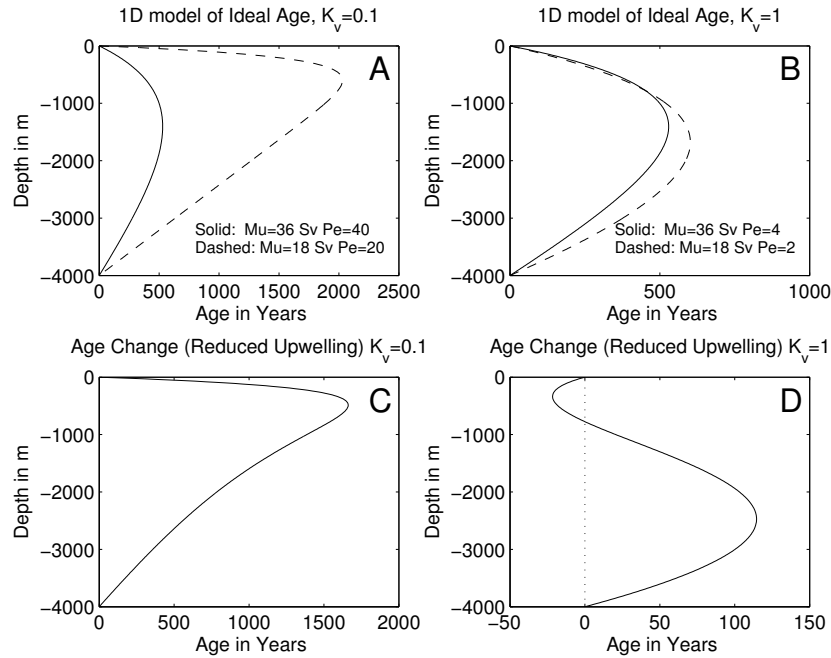 1D model of Ideal Age, Kv=0.1
A
0
−1000
−2000
−3000
−4000
Depth in m
Solid: Mu=36 Sv Pe=40
Dashed: Mu=18 Sv Pe=20
0 500 1000 1500 2000 2500
Age in Years
1D model of Ideal Age, Kv=1
B
0
−1000
−2000
−3000
−4000
Depth in m
Solid: Mu=36 Sv Pe=4
Dashed: Mu=18 Sv Pe=2
0 500 1000
Age in Years
Age Change (Reduced Upwelling) Kv=0.1
C
0
−1000
−2000
−3000
−4000
Depth in m
0 500 1000 1500 2000
Age in Years
Age Change (Reduced Upwelling) Kv=1
D
0
−1000
−2000
−3000
−4000
Depth in m
−50 0 50 100 150
Age in Years